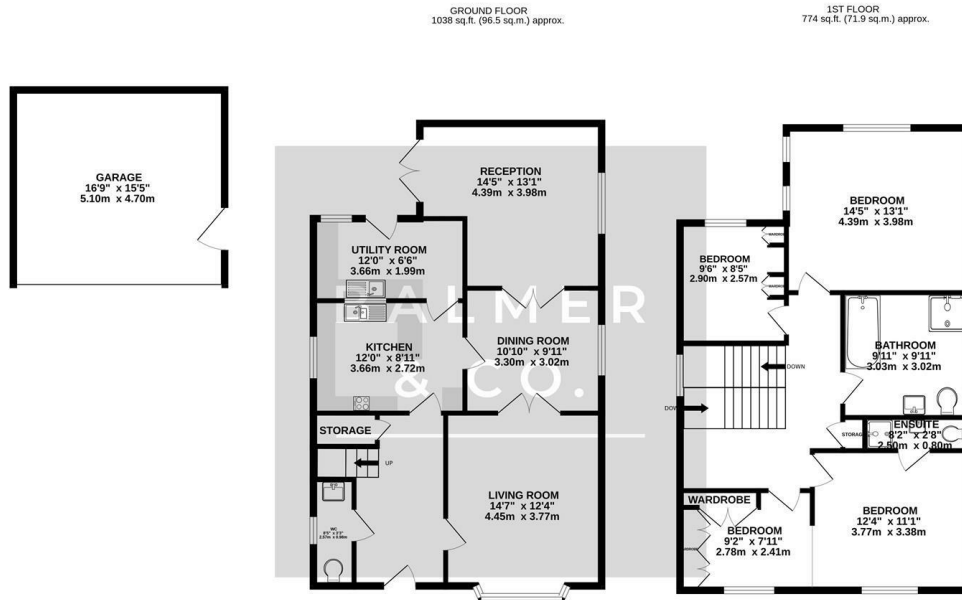 GROUND FLOOR
1038 sq.ft. (96.5 sq.m.) approx.
1ST FLOOR
774 sq.ft. (71.9 sq.m.) approx.
GARAGE
16'9" x 15'5"
5.10m x 4.70m
RECEPTION
14'5" x 13'1"
4.39m x 3.98m
UTILITY ROOM
12'0" x 6'6"
3.66m x 1.99m
PALMER
& CO.
KITCHEN
12'0" x 8'11"
3.66m x 2.72m
DINING ROOM
10'10" x 9'11"
3.30m x 3.02m
STORAGE
UP
LIVING ROOM
14'7" x 12'4"
4.45m x 3.77m
WC
BEDROOM
14'5" x 13'1"
4.39m x 3.98m
BEDROOM
9'6" x 8'5"
2.90m x 2.57m
WARDROBE
WARDROBE
BATHROOM
9'11" x 9'11"
3.03m x 3.02m
DOWN
DOWN
STORAGE
ENSUITE
8'2" x 2'8"
2.50m x 0.80m
WARDROBE
WARDROBE
BEDROOM
9'2" x 7'11"
2.78m x 2.41m
BEDROOM
12'4" x 11'1"
3.77m x 3.38m